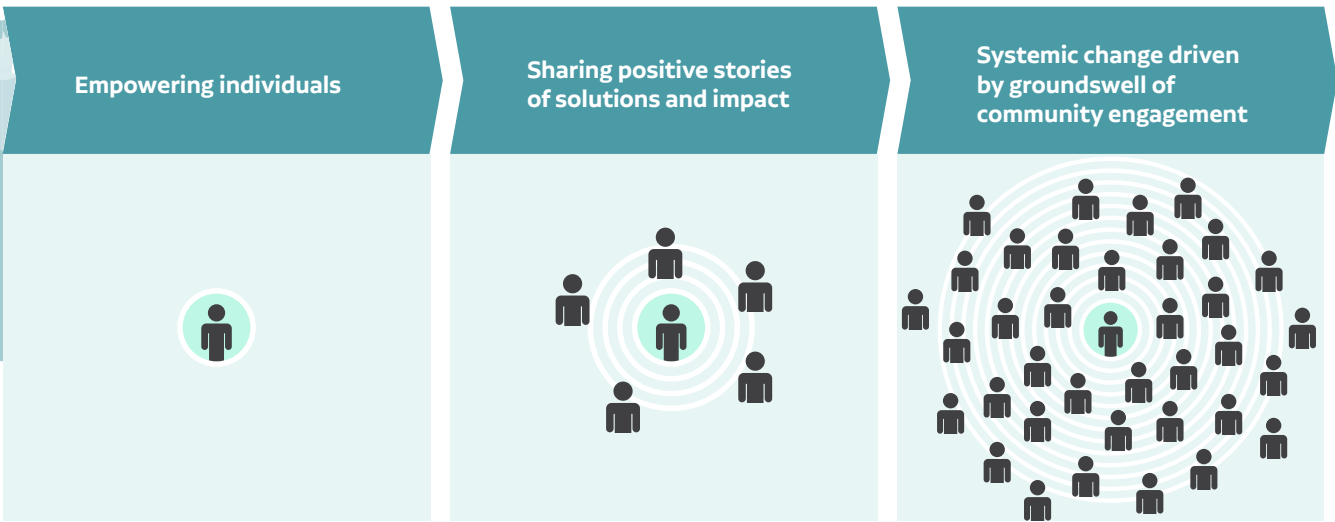 Empowering individuals
Sharing positive stories
of solutions and impact
Systemic change driven
by groundswell of
community engagement